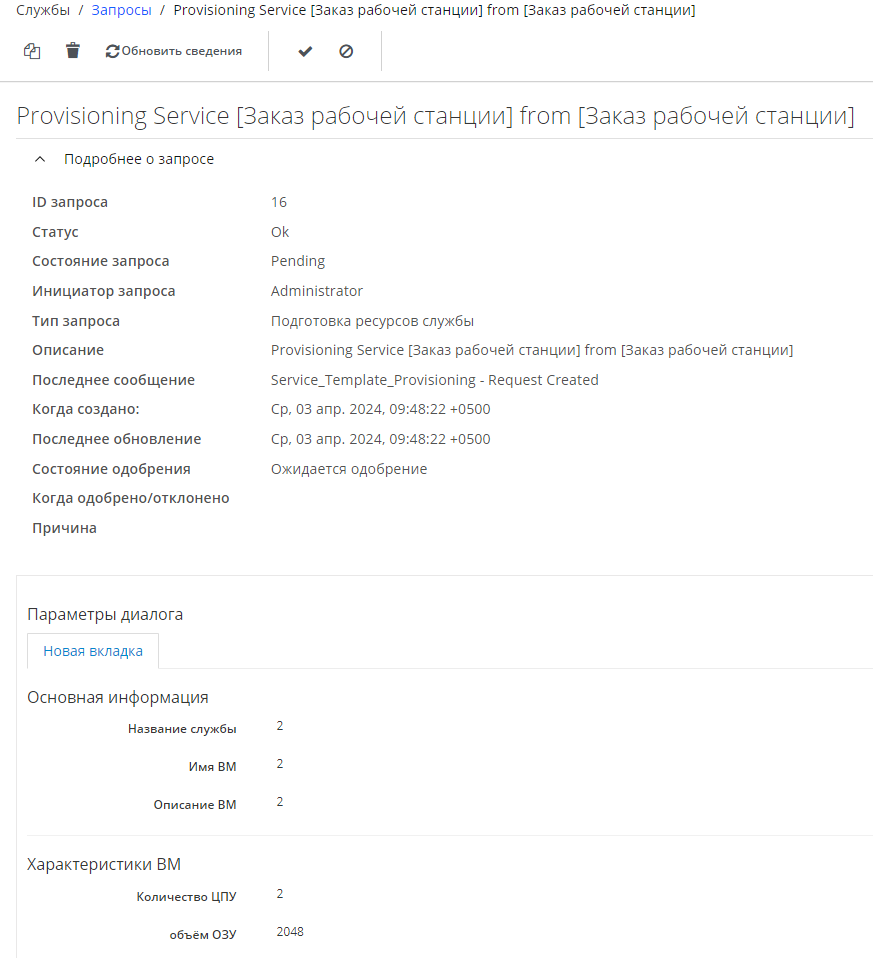 Службы / Запросы / Provisioning Service [Заказ рабочей станции] from [Заказ рабочей станции]
Обновить сведения
Provisioning Service [Заказ рабочей станции] from [Заказ рабочей станции]
Подробнее о запросе
ID запроса 16
Статус Ok
Состояние запроса Pending
Инициатор запроса Administrator
Тип запроса Подготовка ресурсов службы
Описание Provisioning Service [Заказ рабочей станции] from [Заказ рабочей станции]
Последнее сообщение Service_Template_Provisioning - Request Created
Когда создано: Ср, 03 апр. 2024, 09:48:22 +0500
Последнее обновление Ср, 03 апр. 2024, 09:48:22 +0500
Состояние одобрения Ожидается одобрение
Когда одобрено/отклонено
Причина
Параметры диалога
Новая вкладка
Основная информация
Название службы 2
Имя ВМ 2
Описание ВМ 2
Характеристики ВМ
Количество ЦПУ 2
объём ОЗУ 2048